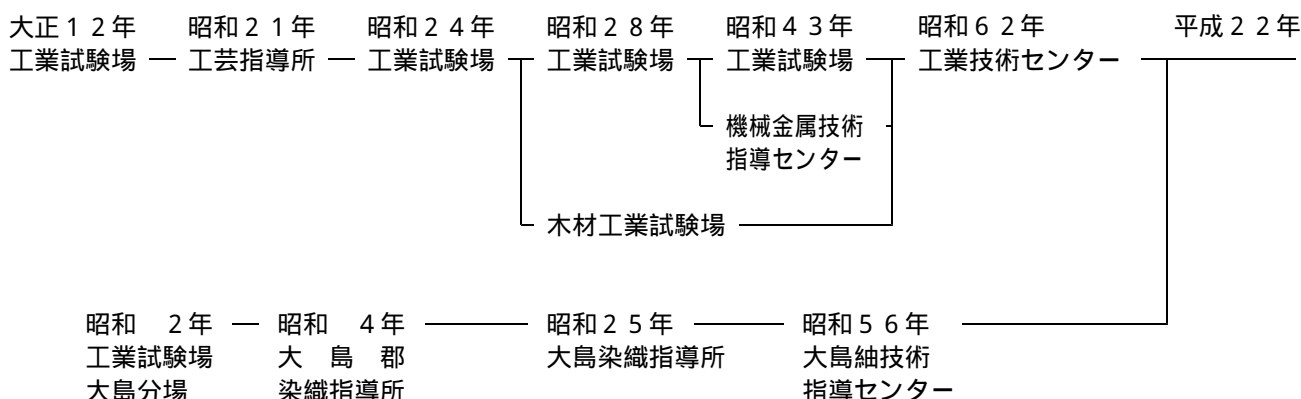 大正１２年 昭和２１年 昭和２４年 昭和２８年 昭和４３年 昭和６２年 平成２２年
工業試験場 工芸指導所 工業試験場 工業試験場 工業試験場 工業技術センター
機械金属技術
指導センター
木材工業試験場
昭和　２年 昭和　４年 昭和２５年 昭和５６年
工業試験場 大　島　郡 大島染織指導所 大島紬技術
大島分場 染織指導所 指導センター